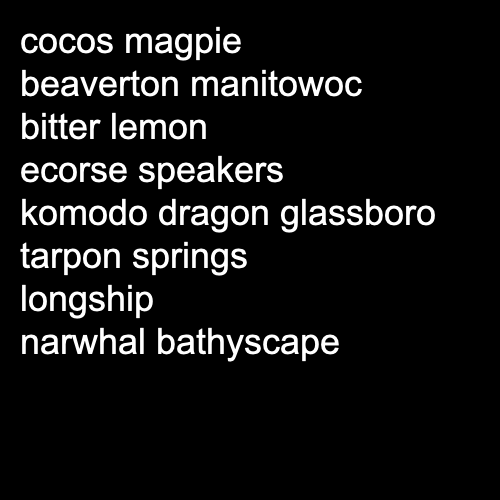 cocos magpie
beaverton manitowoc
bitter lemon
ecorse speakers
komodo dragon glassboro
tarpon springs
longship
narwhal bathyscape